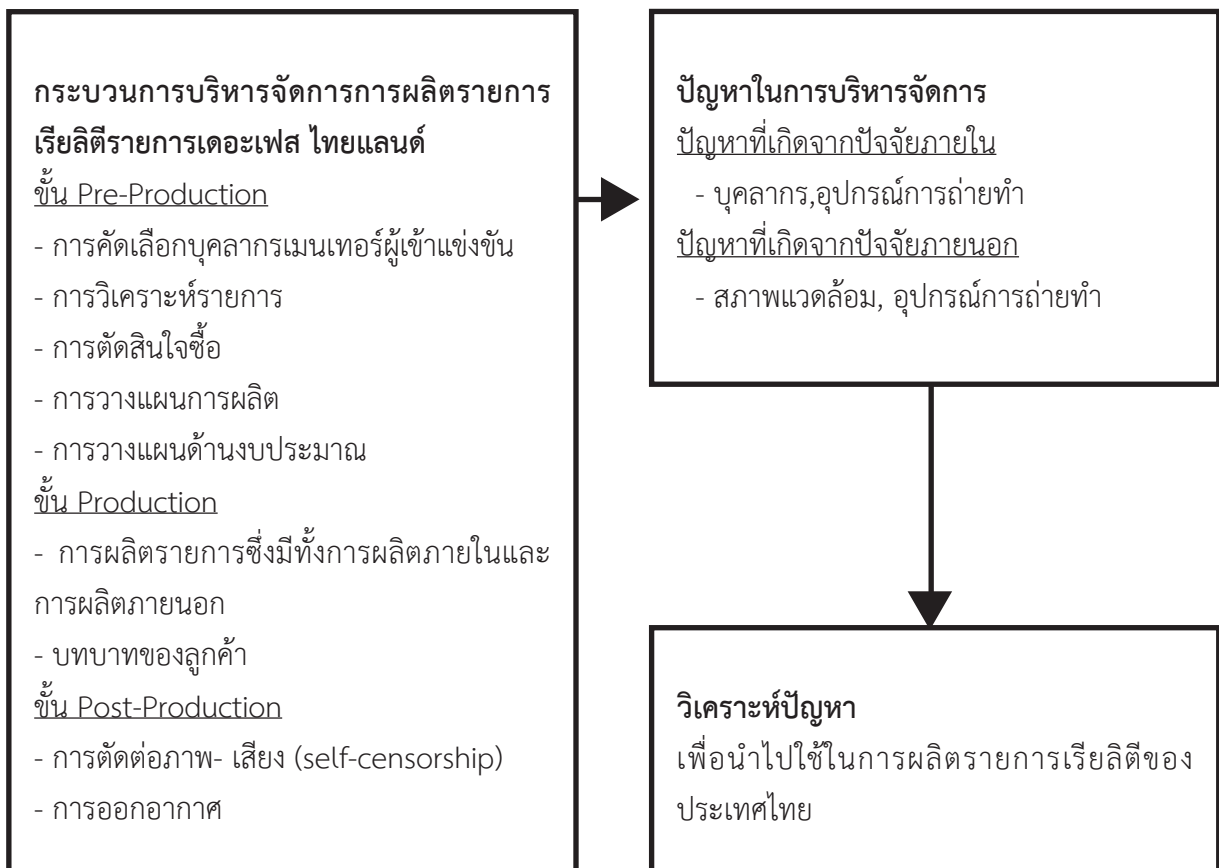 กระบวนการบริหารจัดการการผลิตรายการ
เรียลิตีรายการเดอะเฟส ไทยแลนด์
ขั้น Pre-Production
- การคัดเลือกบุคลากรเมนเทอร์ผู้เข้าแข่งขัน
- การวิเคราะห์รายการ
- การตัดสินใจซื้อ
- การวางแผนการผลิต
- การวางแผนด้านงบประมาณ
ขั้น Production
- การผลิตรายการซึ่งมีทั้งการผลิตภายในและ
การผลิตภายนอก
- บทบาทของลูกค้า
ขั้น Post-Production
- การตัดต่อภาพ- เสียง (self-censorship)
- การออกอากาศ
ปัญหาในการบริหารจัดการ
ปัญหาที่เกิดจากปัจจัยภายใน
- บุคลากร,อุปกรณ์การถ่ายทำ
ปัญหาที่เกิดจากปัจจัยภายนอก
- สภาพแวดล้อม, อุปกรณ์การถ่ายทำ
วิเคราะห์ปัญหา
เพื่อนำไปใช้ในการผลิตรายการเรียลิตีของ
ประเทศไทย